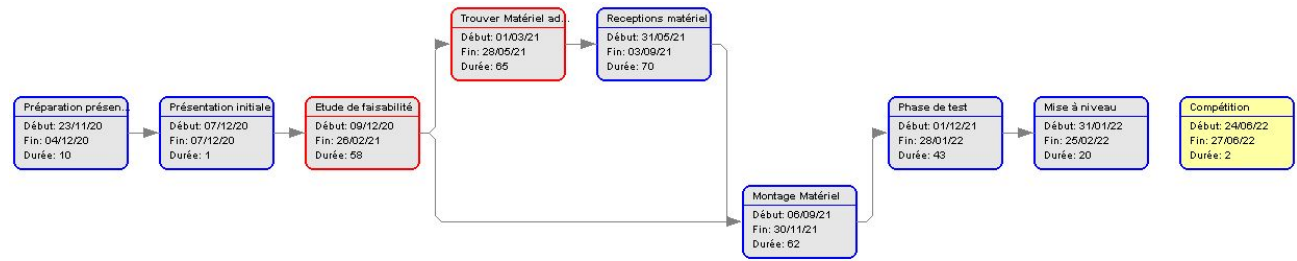 Trouver Matériel ad...
Début: 01/03/21
Fin: 28/05/21
Durée: 65
Receptions matériel
Début: 31/05/21
Fin: 03/09/21
Durée: 70
Préparation présen...
Début: 23/11/20
Fin: 04/12/20
Durée: 10
Présentation initiale
Début: 07/12/20
Fin: 07/12/20
Durée: 1
Etude de faisabilité
Début: 09/12/20
Fin: 26/02/21
Durée: 58
Phase de test
Début: 01/12/21
Fin: 28/01/22
Durée: 43
Mise à niveau
Début: 31/01/22
Fin: 25/02/22
Durée: 20
Compétition
Début: 24/06/22
Fin: 27/06/22
Durée: 2
Montage Matériel
Début: 06/09/21
Fin: 30/11/21
Durée: 62